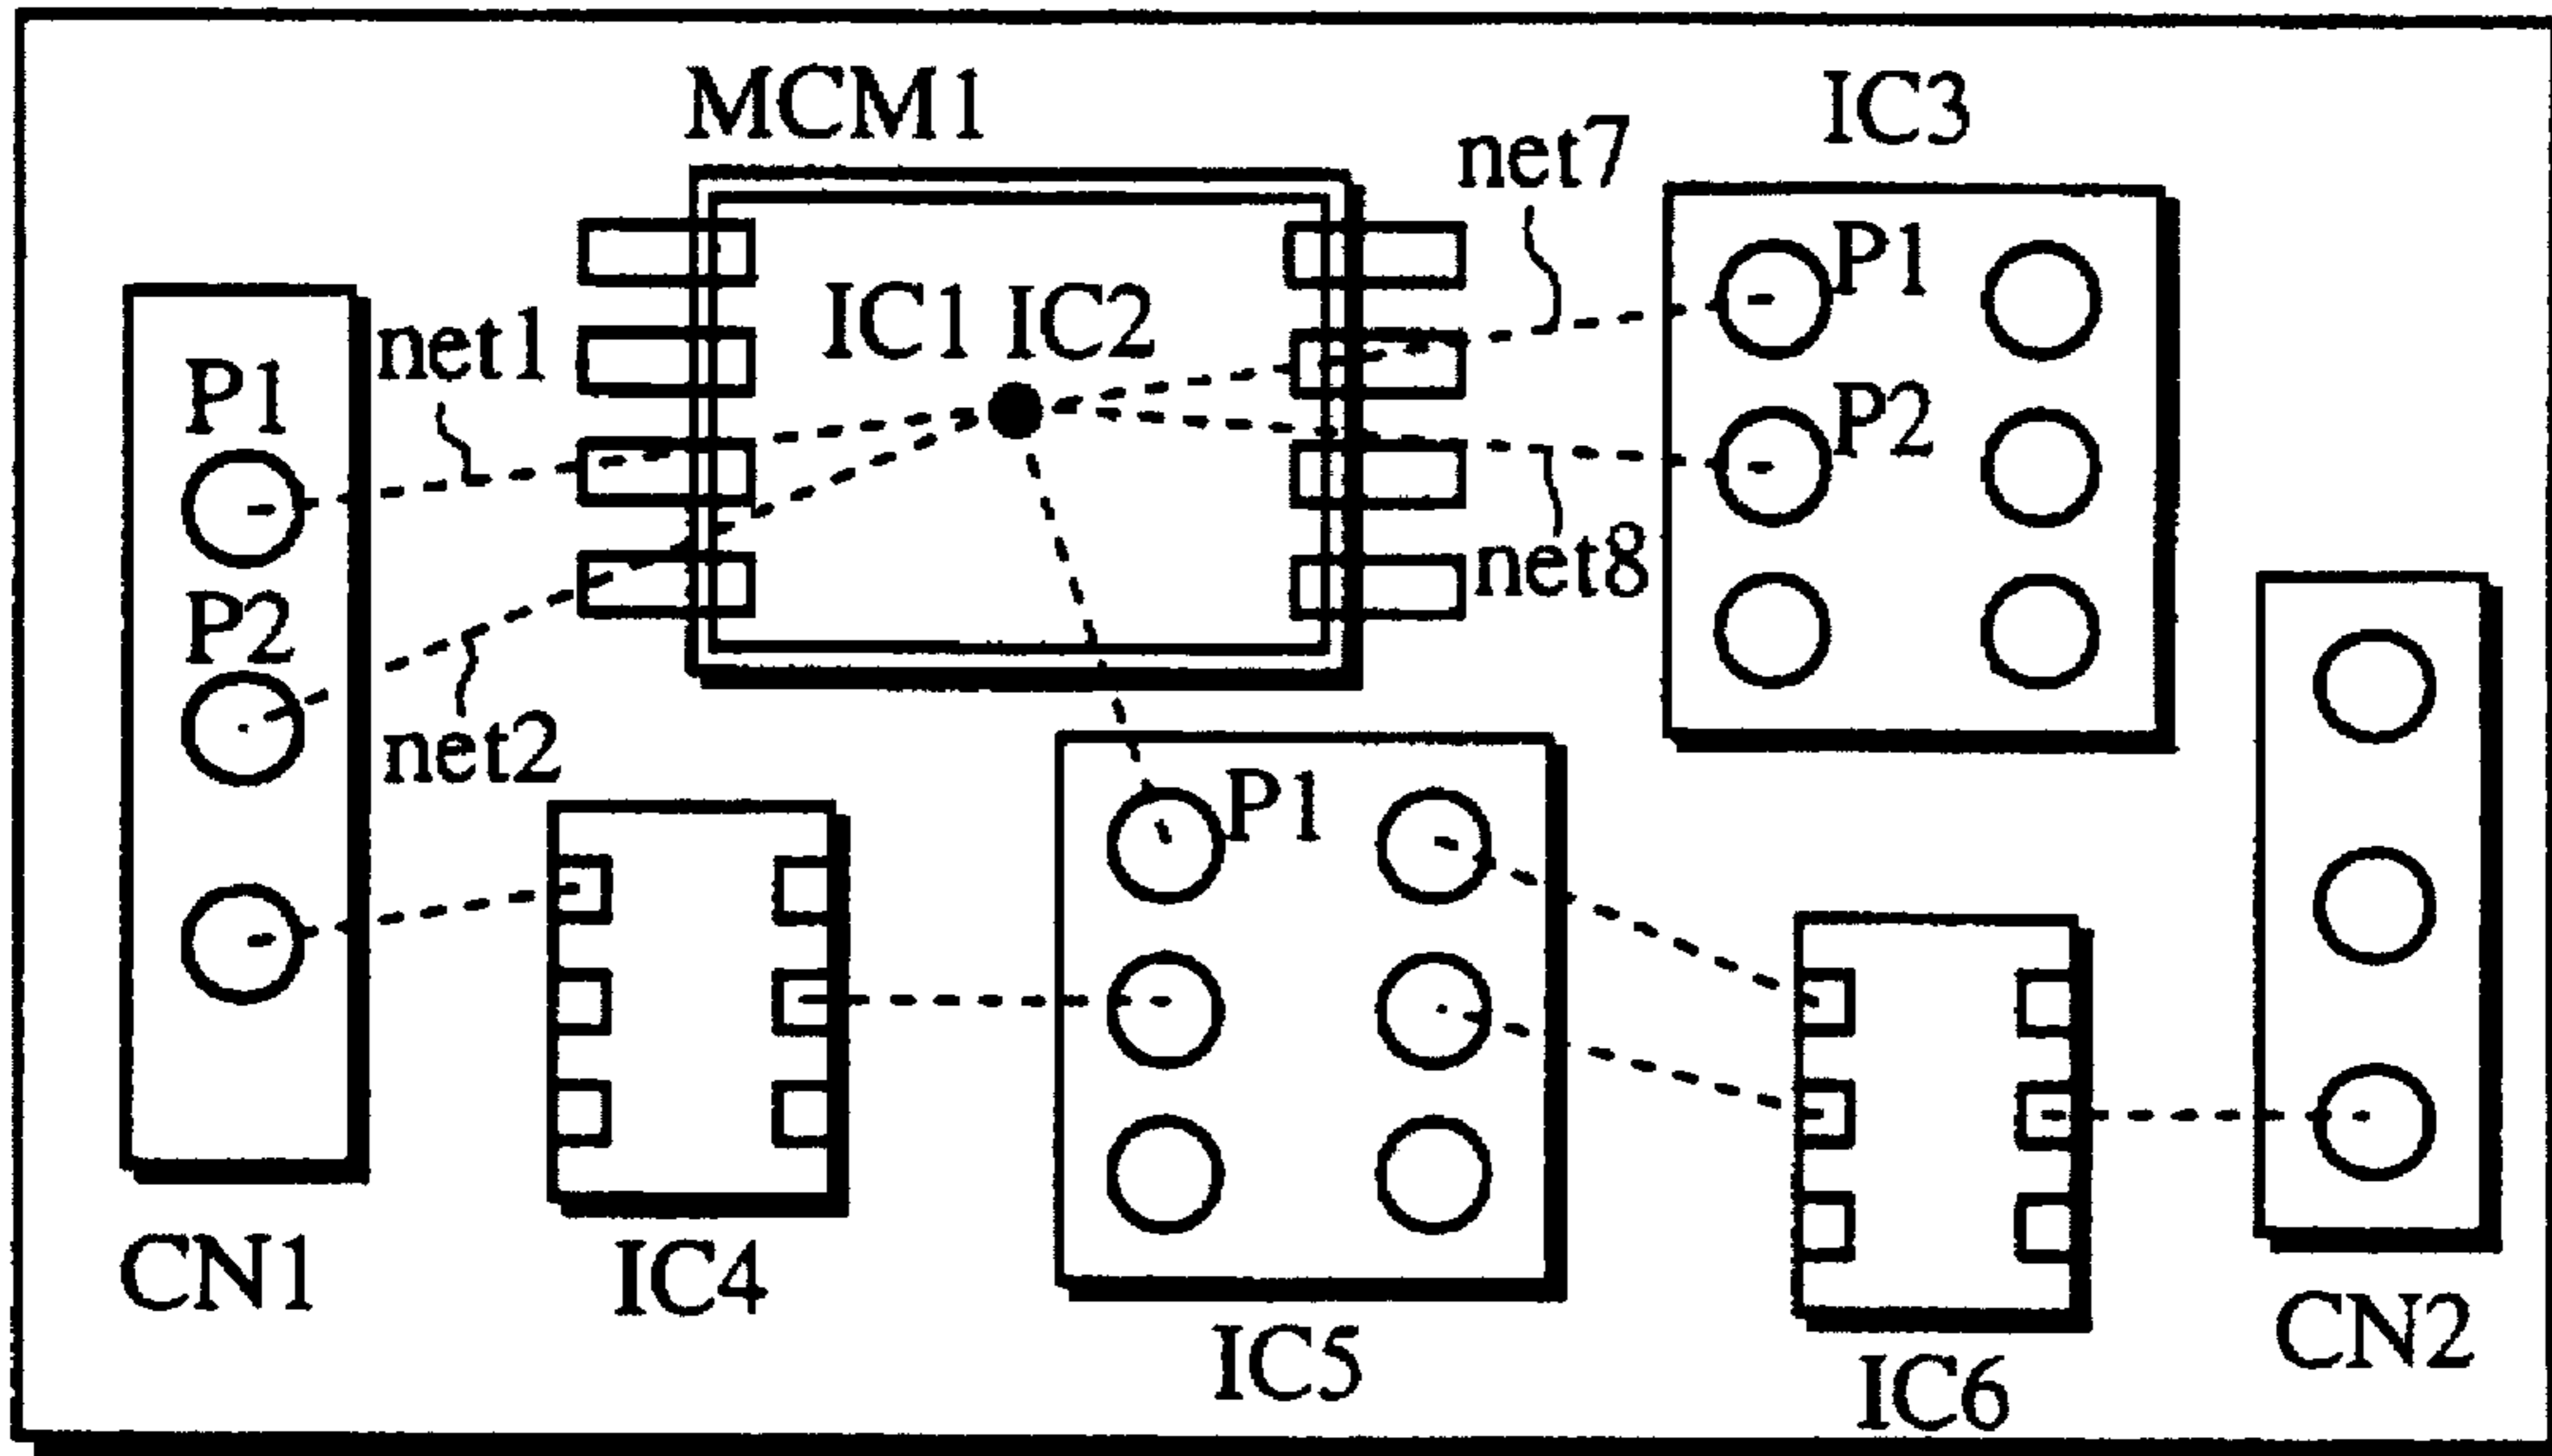 MCM1
IC3
net7
P1
IC1 IC2
net1
P1
P2
net8
P2
net2
P1
CN1
IC4
IC5
IC6
CN2